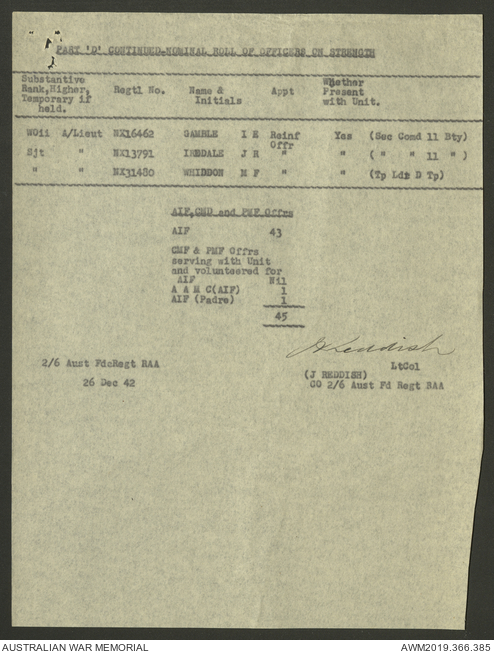 PART 'D' CONTINUED-NOMINAL ROLL OF OFFICERS ON STRENGTH
Substantive Rank,Higher, Temporary if held. Regtl No. Name & Initials Appt Whether Present with Unit.
WOii A/Lieut NX16462 GAMBLE I E Reinf Offr Yes (Sec Comd 11 Bty)
Sjt " NX13791 IREDALE J R " " ( " " 11 " )
" " NX31480 WHIDDON M F " " (Tp Ldr D Tp)
AIF,CMD and PMF Offrs
AIF 43
CMF & PMF Offrs
serving with Unit
and volunteered for
AIF Nil
A A M C(AIF) 1
AIF (Padre) 1
45
J Reddish
2/6 Aust FdcRegt RAA
LtCol
(J REDDISH)
26 Dec 42
CO 2/6 Aust Fd Regt RAA
AUSTRALIAN WAR MEMORIAL
AWM2019.366.385